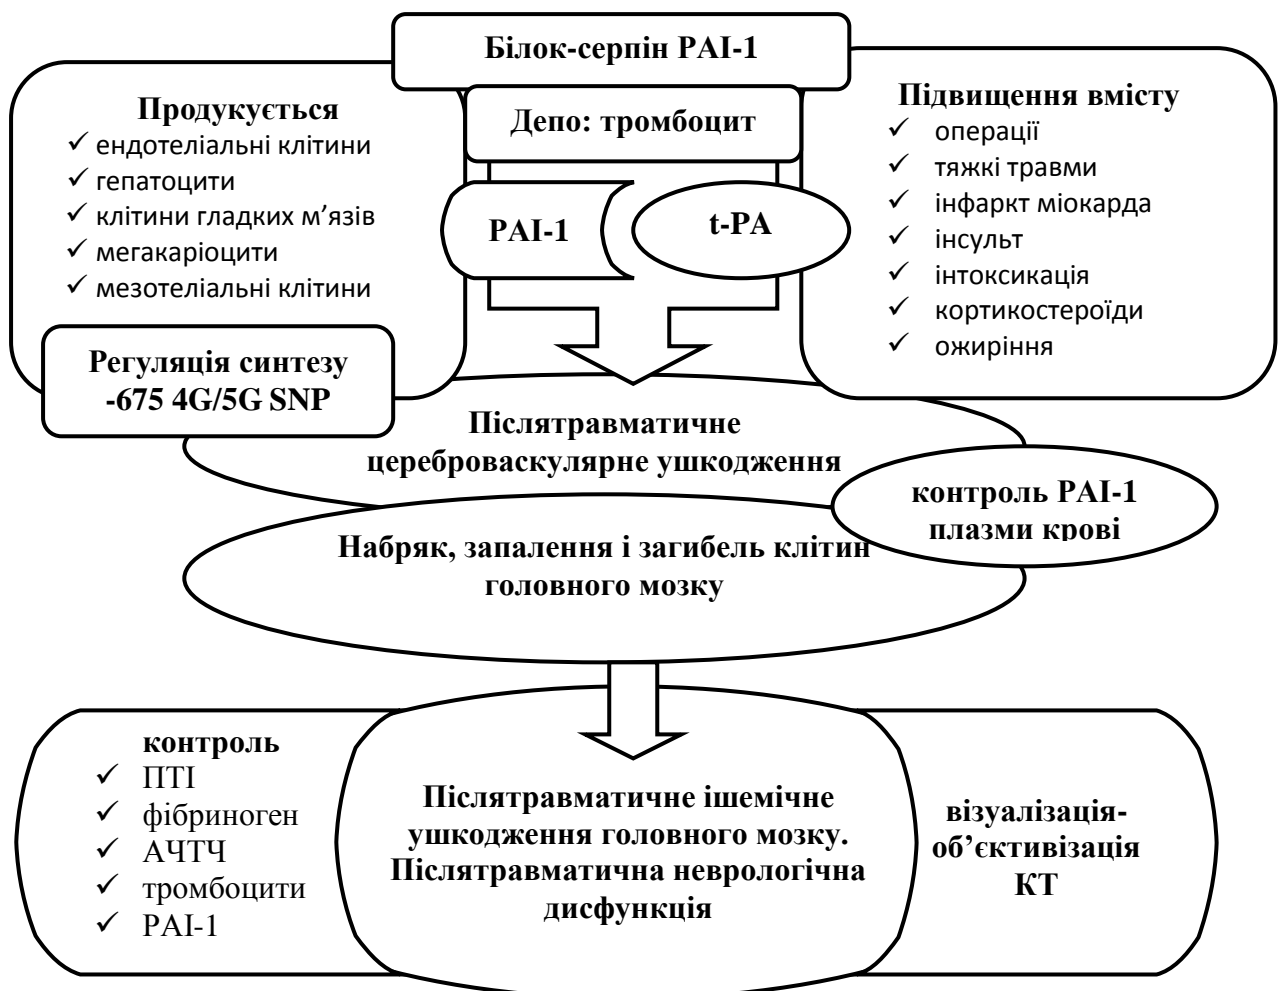 Білок-серпін PAI-1
Депо: тромбоцит
Продукується
✓ ендотеліальні клітини
✓ гепатоцити
✓ клітини гладких м’язів
✓ мегакаріоцити
✓ мезотеліальні клітини
Регуляція синтезу
-675 4G/5G SNP
PAI-1
t-PA
Підвищення вмісту
✓ операції
✓ тяжкі травми
✓ інфаркт міокарда
✓ інсульт
✓ інтоксикація
✓ кортикостероїди
✓ ожиріння
Післятравматичне
цереброваскулярне ушкодження
контроль PAI-1
плазми крові
Набряк, запалення і загибель клітин
головного мозку
контроль
✓ ПТІ
✓ фібриноген
✓ АЧТЧ
✓ тромбоцити
✓ PAI-1
Післятравматичне ішемічне
ушкодження головного мозку.
Післятравматична неврологічна
дисфункція
візуалізація-
об’єктивізація
КТ